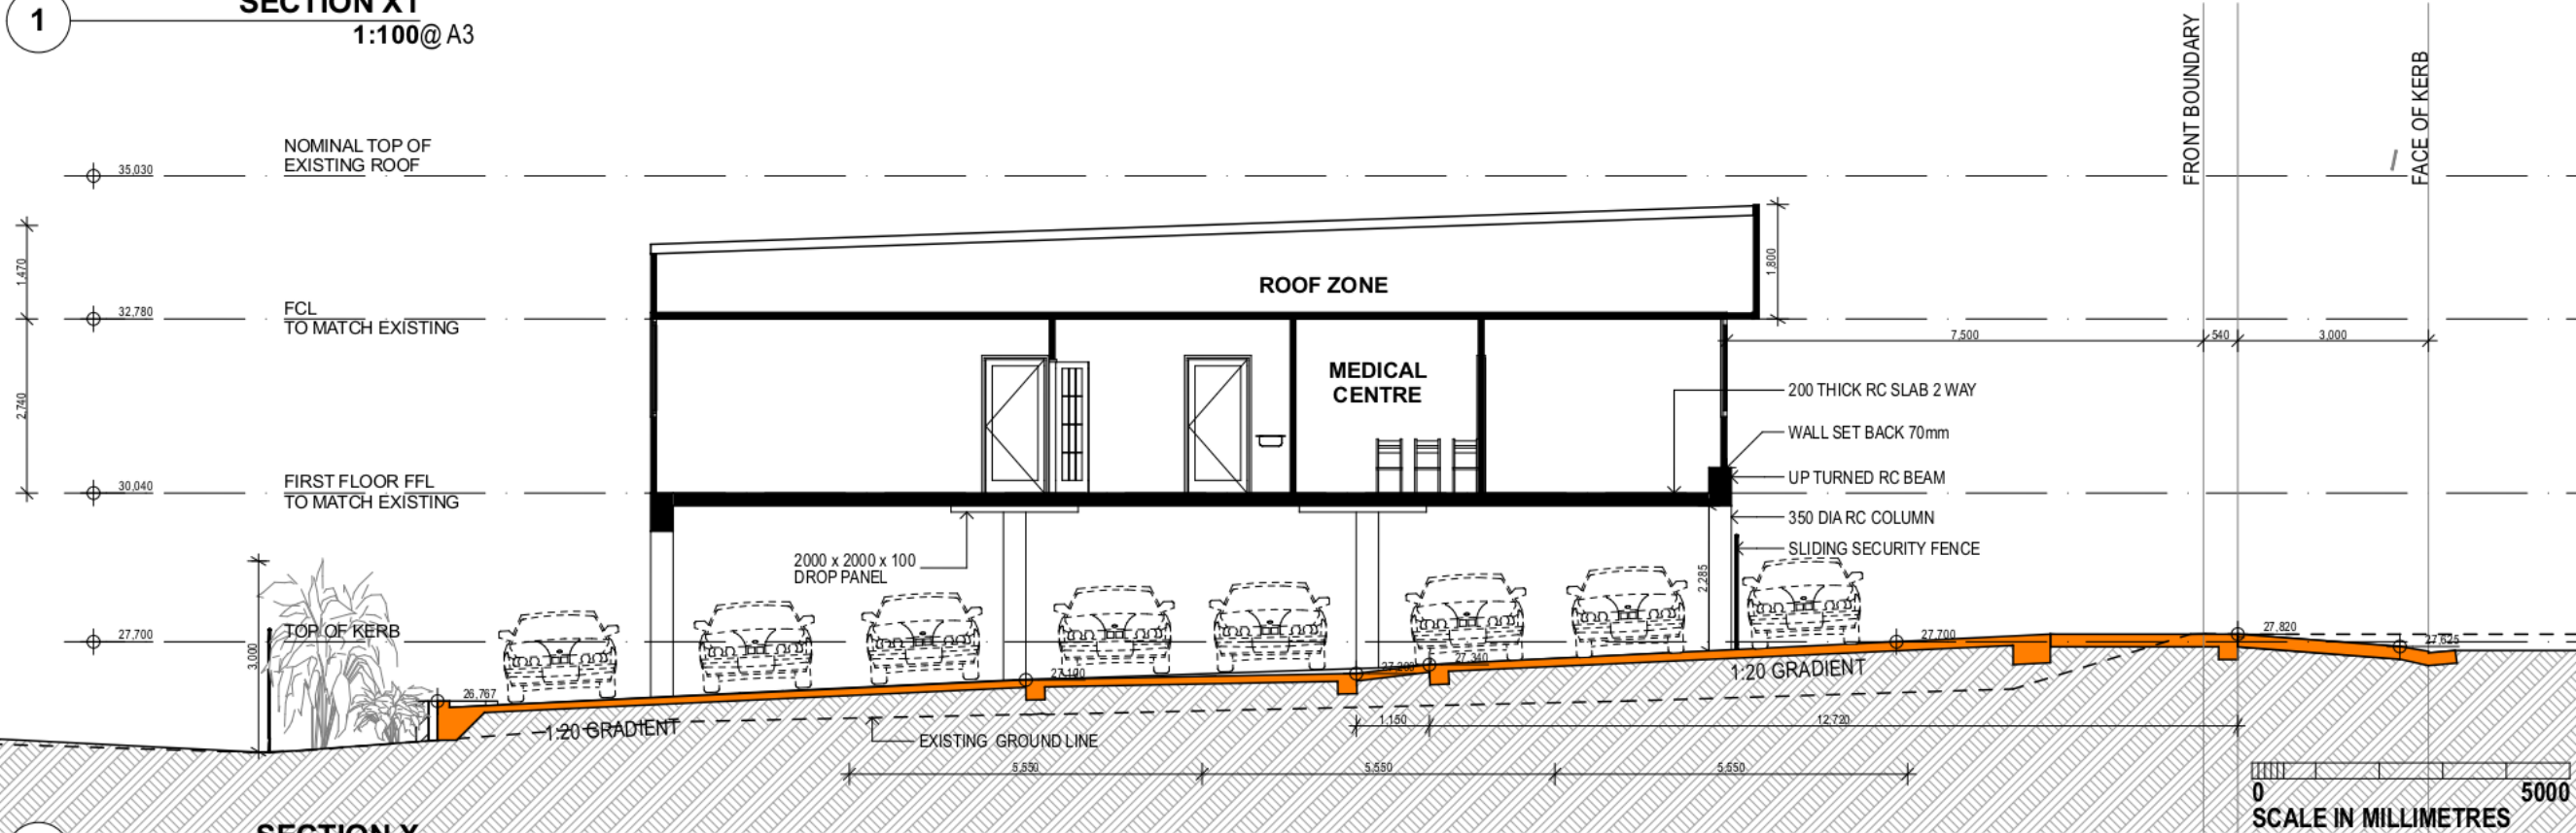 SECTION X1
1
1:100@ A3
FRONT BOUNDARY
FACE OF KERB
NOMINAL TOP OF
EXISTING ROOF
35,030
1,470
1,800
ROOF ZONE
FCL
TO MATCH EXISTING
32,780
7,500
540
3,000
2,740
MEDICAL
CENTRE
200 THICK RC SLAB 2 WAY
WALL SET BACK 70mm
UP TURNED RC BEAM
FIRST FLOOR FFL
TO MATCH EXISTING
30,040
350 DIA RC COLUMN
SLIDING SECURITY FENCE
2000 x 2000 x 100
DROP PANEL
2,285
TOP OF KERB
27,700
3,000
27,700
27,820
27,625
27,340
1:20 GRADIENT
26,767
1:20 GRADIENT
EXISTING GROUND LINE
1,150
12,720
5,550
5,550
5,550
0
5000
SCALE IN MILLIMETRES
SECTION Y